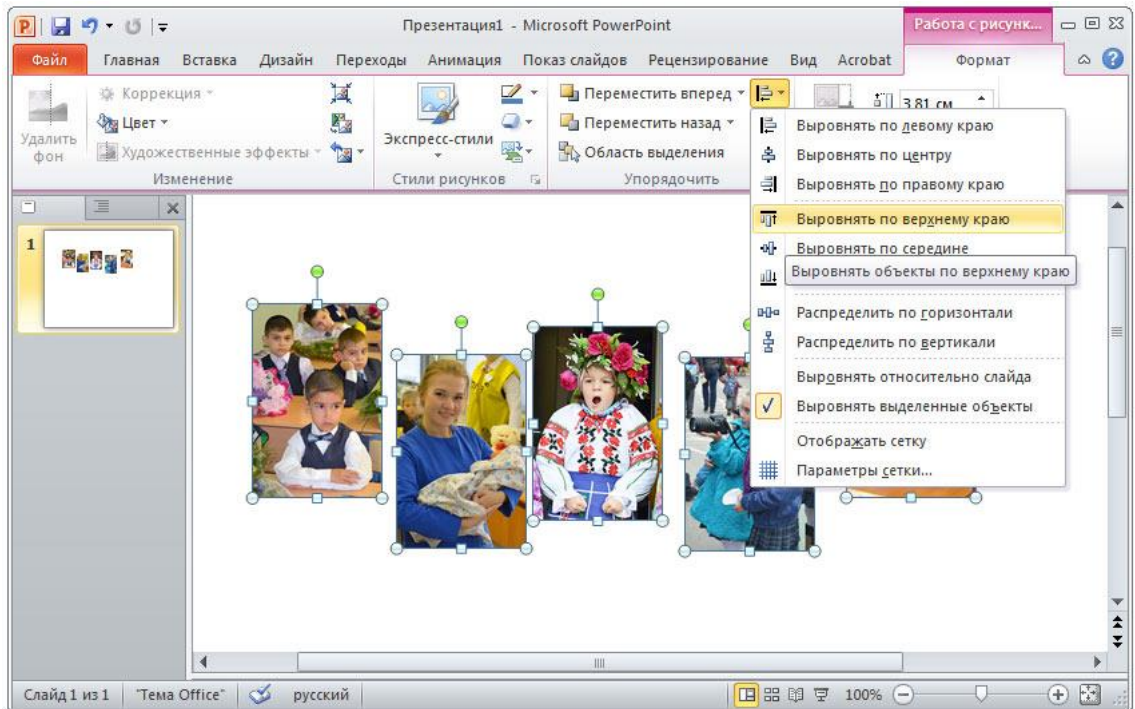 Презентация1 - Microsoft PowerPoint
Работа с рисунк...
Файл Главная Вставка Дизайн Переходы Анимация Показ слайдов Рецензирование Вид Acrobat Формат
Удалить фон
Коррекция
Цвет
Художественные эффекты
Изменение
Экспресс-стили
Стили рисунков
Переместить вперед
Переместить назад
Область выделения
Упорядочить
3,81 см
Выровнять по левому краю
Выровнять по центру
Выровнять по правому краю
Выровнять по верхнему краю
Выровнять по середине
Выровнять объекты по верхнему краю
Распределить по горизонтали
Распределить по вертикали
Выровнять относительно слайда
Выровнять выделенные объекты
Отображать сетку
Параметры сетки...
1
Слайд 1 из 1 "Тема Office" русский 100%